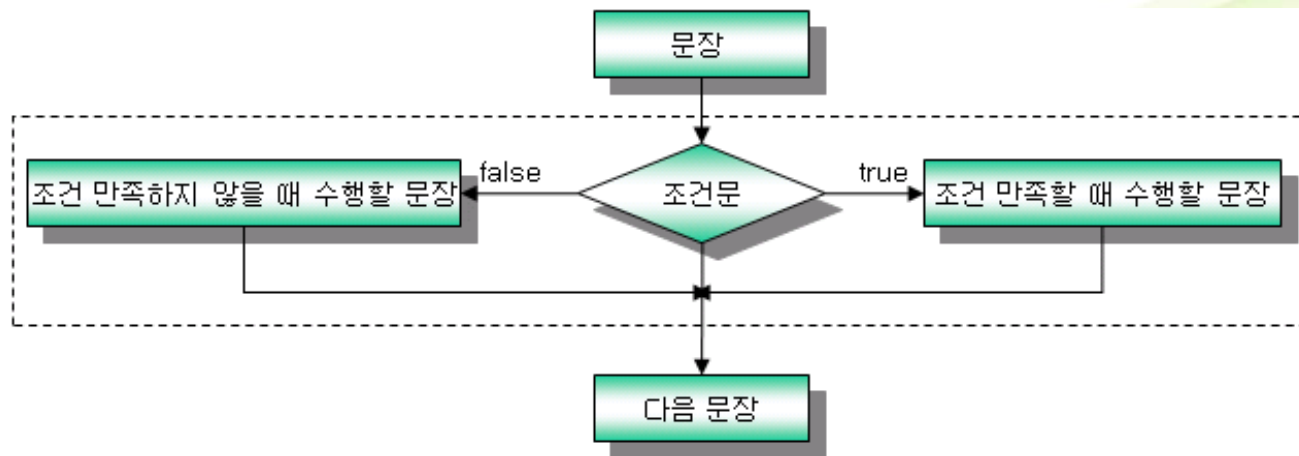 문장
false
true
조건 만족하지 않을 때 수행할 문장
조건문
조건 만족할 때 수행할 문장
다음 문장